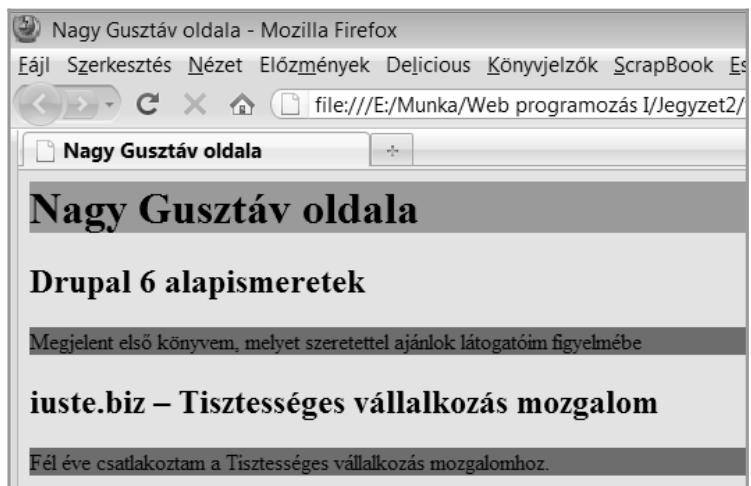 Nagy Gusztáv oldala - Mozilla Firefox
Fájl Szerkesztés Nézet Előzmények Delicious Könyvjelzők ScrapBook Es
file:///E:/Munka/Web programozás I/Jegyzet2/
Nagy Gusztáv oldala
Nagy Gusztáv oldala
Drupal 6 alapismeretek
Megjelent első könyvem, melyet szeretettel ajánlok látogatóim figyelmébe
iuste.biz – Tisztességes vállalkozás mozgalom
Fél éve csatlakoztam a Tisztességes vállalkozás mozgalomhoz.